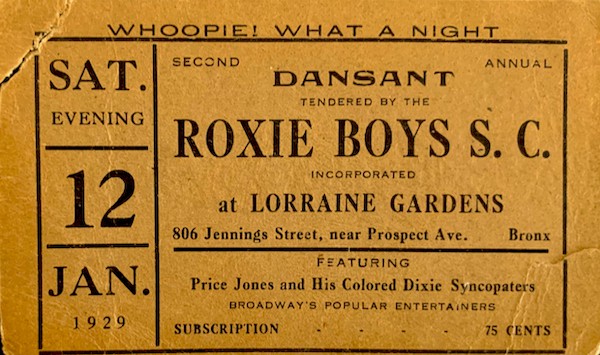 WHOOPIE! WHAT A NIGHT
SAT.
EVENING
12
JAN.
1929
SECOND ANNUAL
DANSANT
TENDERED BY THE
ROXIE BOYS S. C.
INCORPORATED
at LORRAINE GARDENS
806 Jennings Street, near Prospect Ave. Bronx
FEATURING
Price Jones and His Colored Dixie Syncopaters
BROADWAY'S POPULAR ENTERTAINERS
SUBSCRIPTION - - - - 75 CENTS